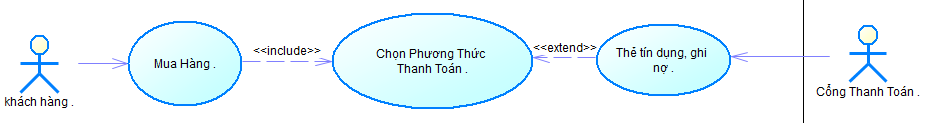 khách hàng .
Mua Hàng .
<<include>>
Chọn Phương Thức
Thanh Toán .
<<extend>>
Thẻ tín dụng, ghi
nợ .
Cổng Thanh Toán .